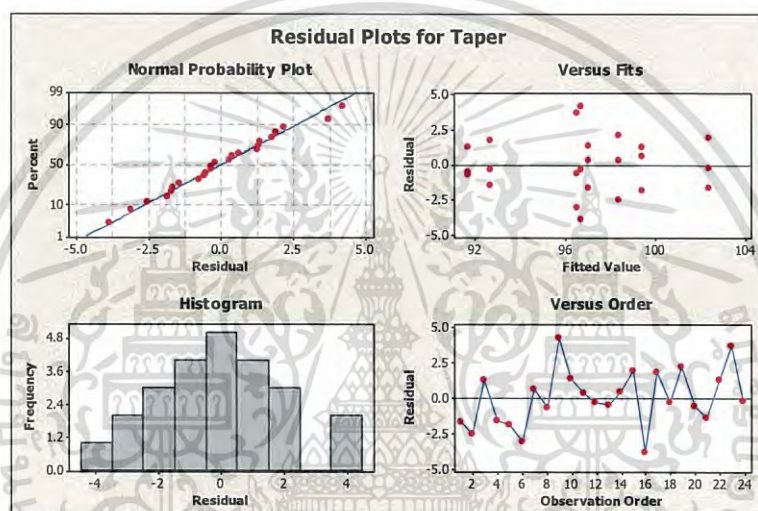 Residual Plots for Taper
Normal Probability Plot
99
90
50
10
1
Percent
-5.0 -2.5 0.0 2.5 5.0
Residual
Versus Fits
5.0
2.5
0.0
-2.5
-5.0
Residual
92 96 100 104
Fitted Value
Histogram
4.8
3.6
2.4
1.2
0.0
Frequency
-4 -2 0 2 4
Residual
Versus Order
5.0
2.5
0.0
-2.5
-5.0
Residual
2 4 6 8 10 12 14 16 18 20 22 24
Observation Order